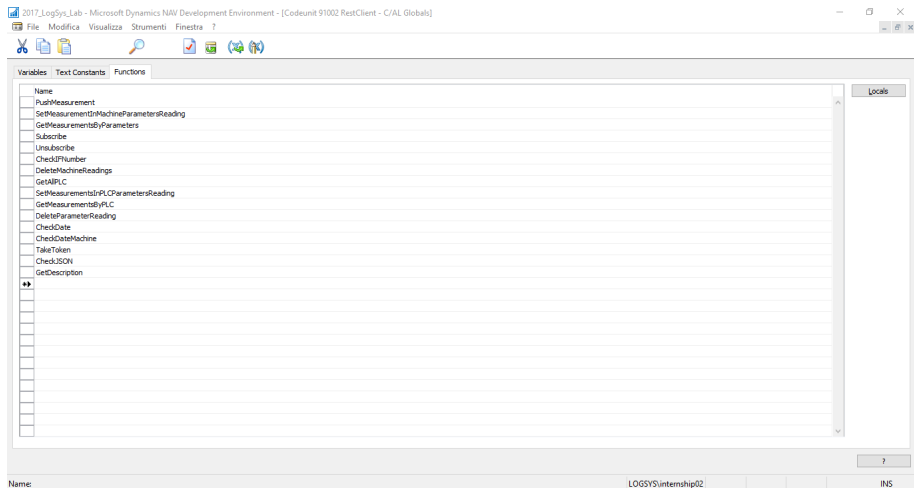 2017_LogSys_Lab - Microsoft Dynamics NAV Development Environment - [Codeunit 91002 RestClient - C/AL Globals]
File Modifica Visualizza Strumenti Finestra ?
Variables Text Constants Functions
Name
Locals
PushMeasurement
SetMeasurementInMachineParametersReading
GetMeasurementsByParameters
Subscribe
Unsubscribe
CheckIFNumber
DeleteMachineReadings
GetAllPLC
SetMeasurementsInPLCParametersReading
GetMeasurementsByPLC
DeleteParameterReading
CheckDate
CheckDateMachine
TakeToken
CheckJSON
GetDescription
?
Name: LOGSYS\internship02 INS